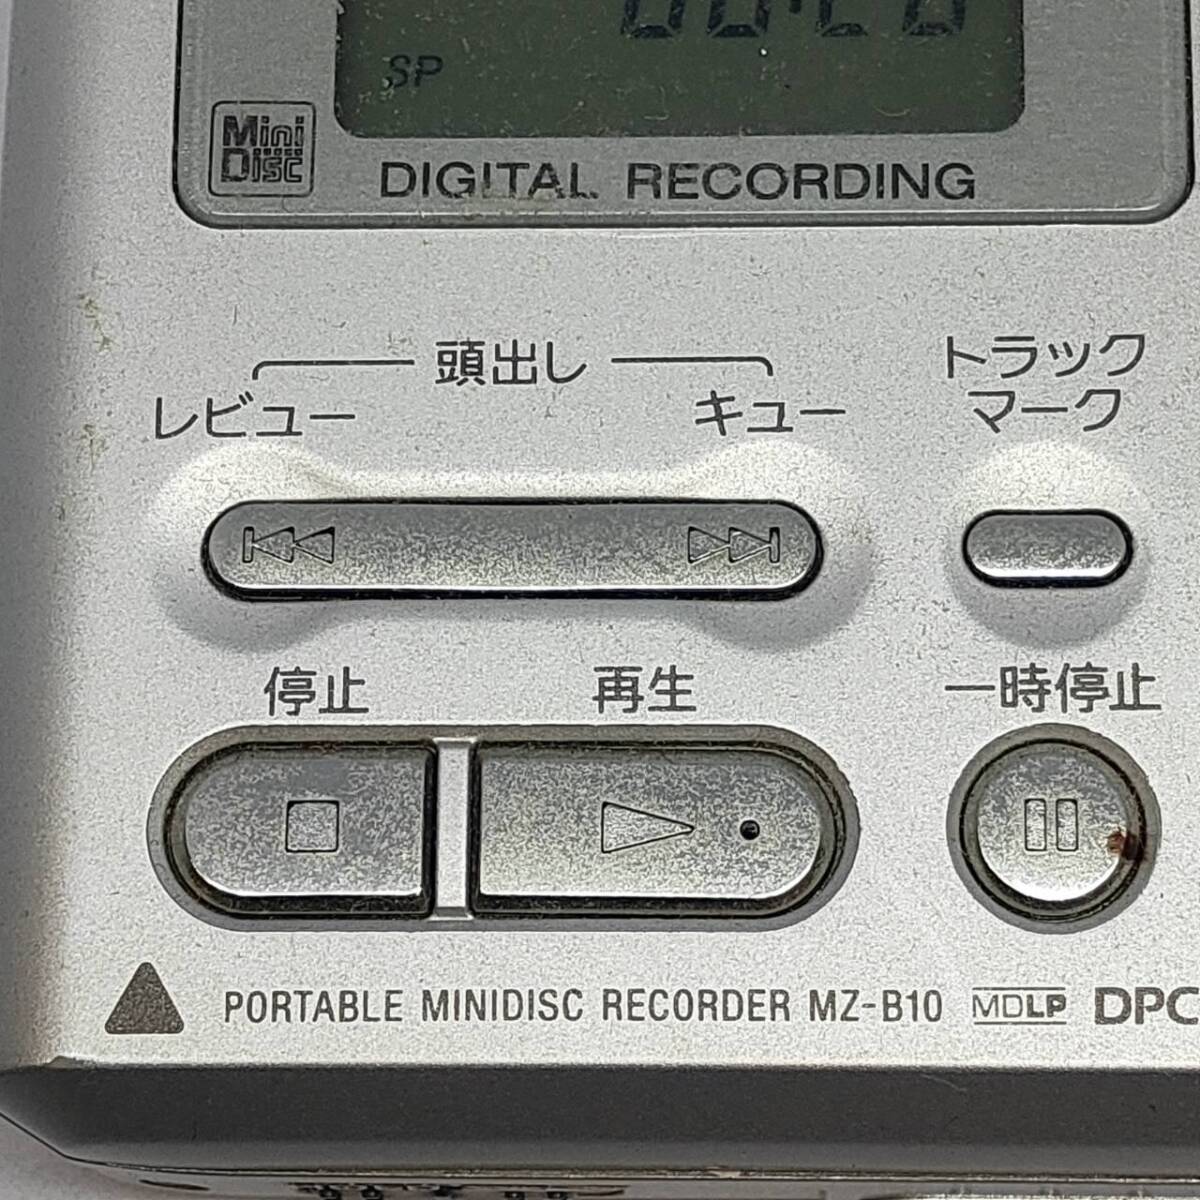 SP
Mini
Disc
DIGITAL RECORDING
頭出し
レビュー
キュー
トラック
マーク
停止
再生
一時停止
PORTABLE MINIDISC RECORDER MZ-B10 MDLP DPC